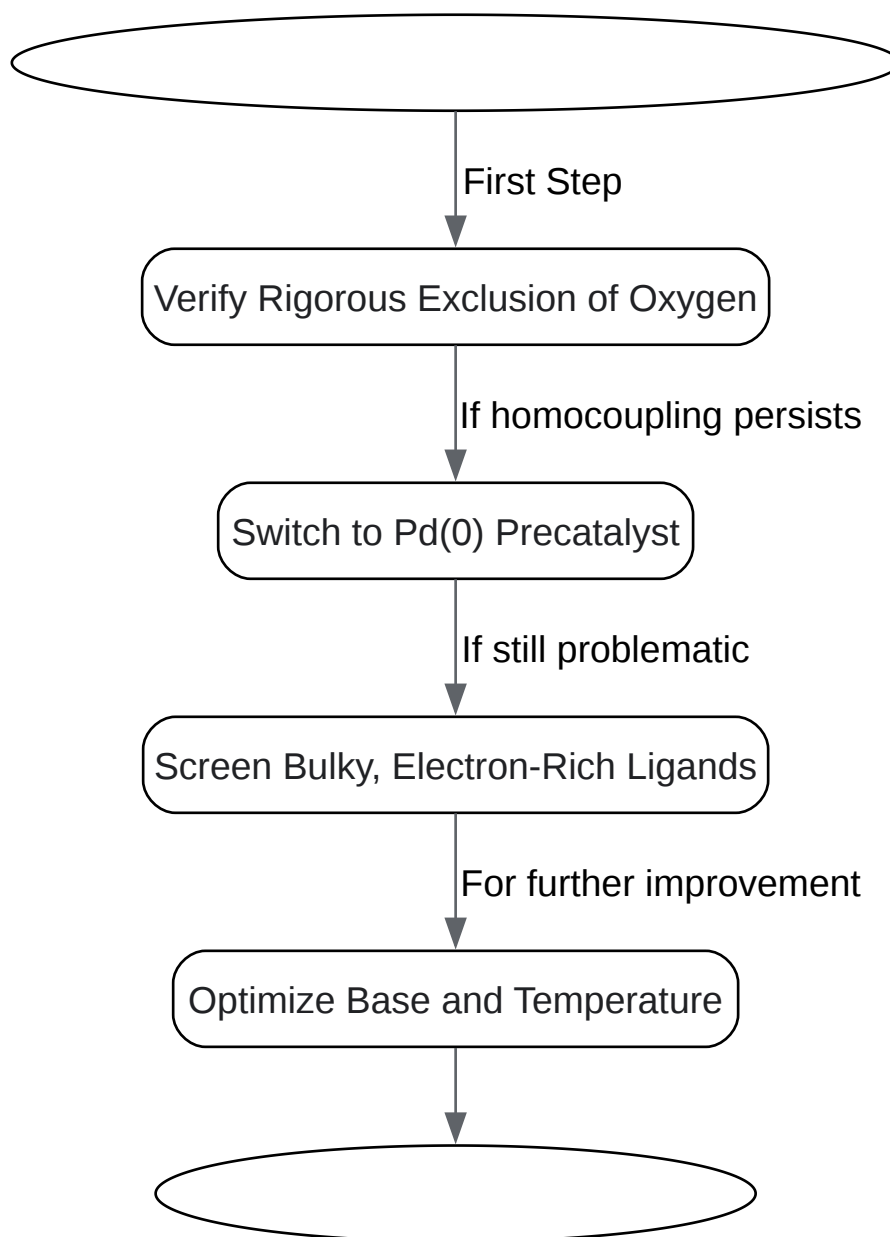 First Step
Verify Rigorous Exclusion of Oxygen
If homocoupling persists
Switch to Pd(0) Precatalyst
If still problematic
Screen Bulky, Electron-Rich Ligands
For further improvement
Optimize Base and Temperature